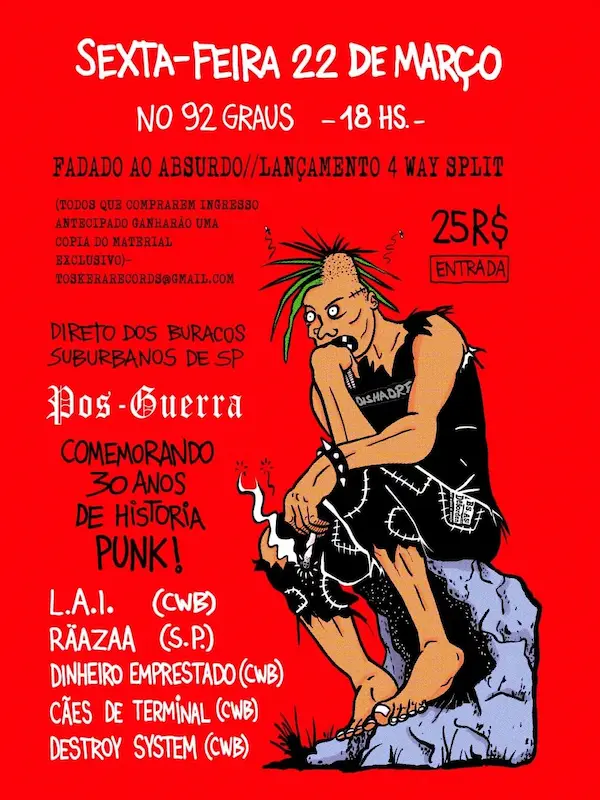 SEXTA-FEIRA 22 DE MARÇO
NO 92 GRAUS - 18 HS. -
FADADO AO ABSURDO//LANÇAMENTO 4 WAY SPLIT
(TODOS QUE COMPRAREM INGRESSO
ANTECIPADO GANHARÃO UMA
COPIA DO MATERIAL
EXCLUSIVO)-
TOSKERARECORDS@GMAIL.COM
25R$
ENTRADA
DIRETO DOS BURACOS
SUBURBANOS DE SP
Pos-Guerra
COMEMORANDO
30 ANOS
DE HISTORIA
PUNK!
L.A.I. (CWB)
RÄAZAA (S.P.)
DINHEIRO EMPRESTADO (CWB)
CÃES DE TERMINAL (CWB)
DESTROY SYSTEM (CWB)